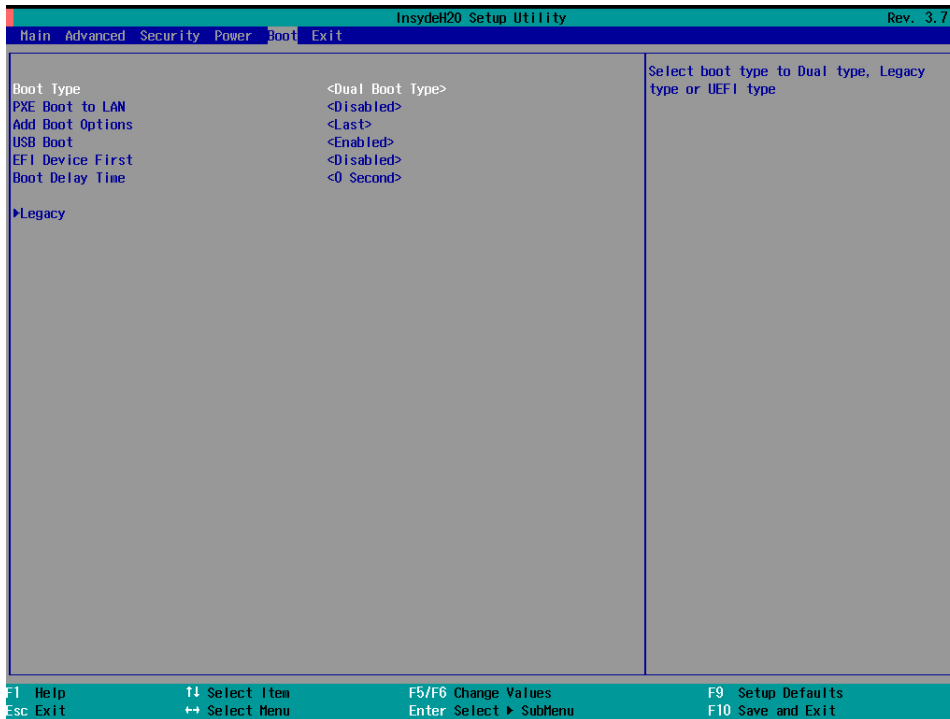 InsydeH20 Setup Utility Rev. 3.7
Main Advanced Security Power Boot Exit
Boot Type <Dual Boot Type>
PXE Boot to LAN <Disabled>
Add Boot Options <Last>
USB Boot <Enabled>
EFI Device First <Disabled>
Boot Delay Time <0 Second>
▶Legacy
Select boot type to Dual type, Legacy
type or UEFI type
F1 Help ↑↓ Select Item F5/F6 Change Values F9 Setup Defaults
Esc Exit ↔ Select Menu Enter Select ▶ SubMenu F10 Save and Exit